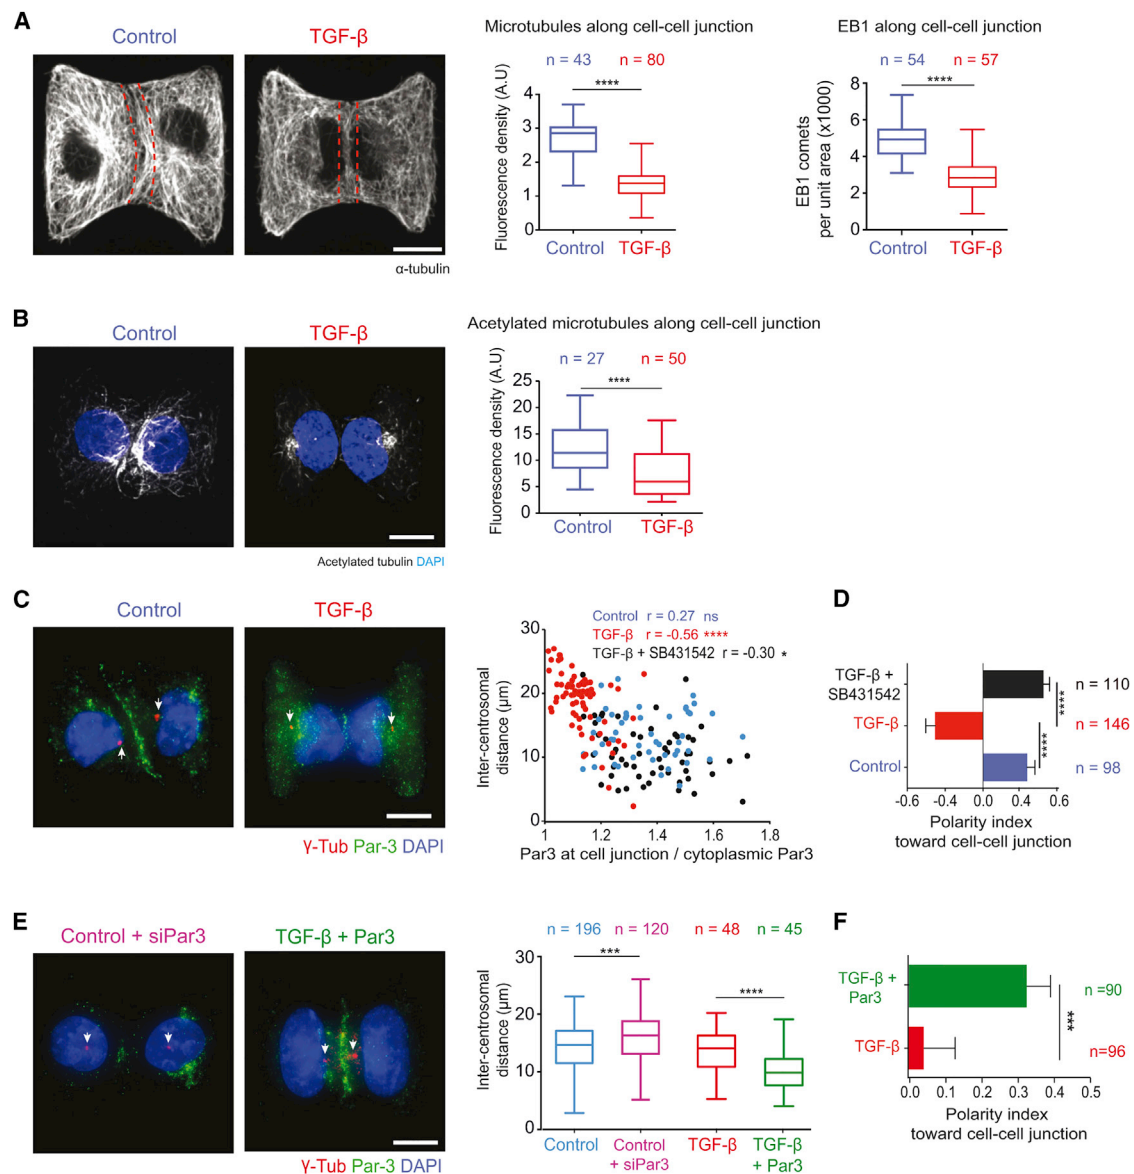 A
Control
TGF-β
α-tubulin
Microtubules along cell-cell junction
n = 43
n = 80
****
Fluorescence density (A.U)
4
3
2
1
0
Control
TGF-β
EB1 along cell-cell junction
n = 54
n = 57
****
EB1 comets
per unit area (x1000)
8
6
4
2
0
Control
TGF-β
B
Control
TGF-β
Acetylated tubulin DAPI
Acetylated microtubules along cell-cell junction
n = 27
n = 50
****
Fluorescence density (A.U)
25
20
15
10
5
0
Control
TGF-β
C
Control
TGF-β
γ-Tub Par-3 DAPI
Control r = 0.27 ns
TGF-β r = -0.56 ****
TGF-β + SB431542 r = -0.30 *
Inter-centrosomal
distance (μm)
30
20
10
0
1 1.2 1.4 1.6 1.8
Par3 at cell junction / cytoplasmic Par3
D
TGF-β +
SB431542
n = 110
****
TGF-β
n = 146
****
Control
n = 98
-0.6 0.0 0.4 0.6
Polarity index
toward cell-cell junction
E
Control + siPar3
TGF-β + Par3
γ-Tub Par-3 DAPI
n = 196
n = 120
n = 48
n = 45
***
****
Inter-centrosomal
distance (μm)
30
20
10
0
Control
Control
+ siPar3
TGF-β
TGF-β
+ Par3
F
TGF-β +
Par3
n =90
***
TGF-β
n=96
0.0 0.1 0.2 0.3 0.4 0.5
Polarity index
toward cell-cell junction